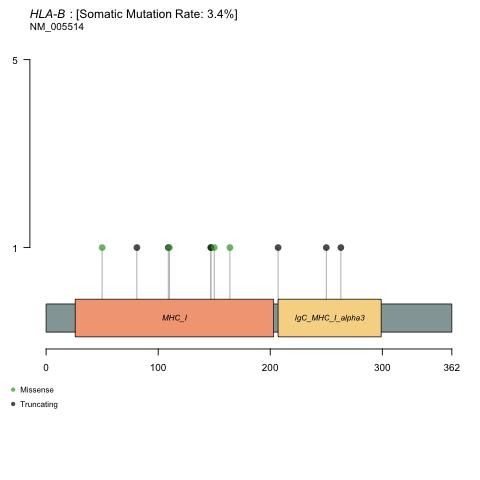 HLA-B : [Somatic Mutation Rate: 3.4%]
NM_005514
5
1
MHC_I
IgC_MHC_I_alpha3
0 100 200 300 362
Missense
Truncating